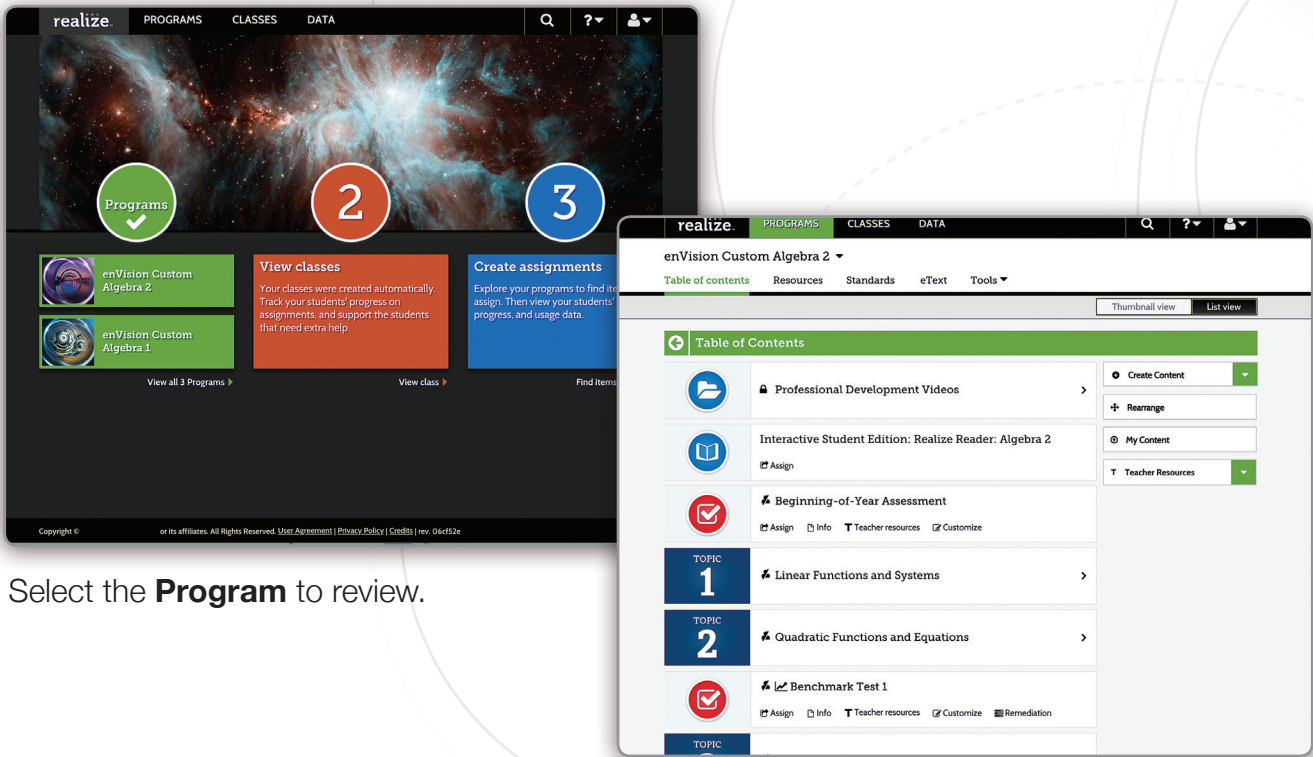 realize.
PROGRAMS
CLASSES
DATA
?
Programs
2
3
enVision Custom
Algebra 2
enVision Custom
Algebra 1
View all 3 Programs
View classes
Your classes were created automatically.
Track your students' progress on
assignments, and support the students
that need extra help.
View class
Create assignments
Explore your programs to find ite
assign. Then view your students'
progress, and usage data.
Find items
Copyright © or its affiliates. All Rights Reserved. User Agreement | Privacy Policy | Credits | rev. 06cf52e
Select the Program to review.
realize.
PROGRAMS
CLASSES
DATA
?
enVision Custom Algebra 2
Table of contents
Resources
Standards
eText
Tools
Thumbnail view
List view
Table of Contents
Professional Development Videos
Interactive Student Edition: Realize Reader: Algebra 2
Assign
Beginning-of-Year Assessment
Assign Info T Teacher resources Customize
TOPIC
1
Linear Functions and Systems
TOPIC
2
Quadratic Functions and Equations
Benchmark Test 1
Assign Info T Teacher resources Customize Remediation
TOPIC
Create Content
Rearrange
My Content
T Teacher Resources